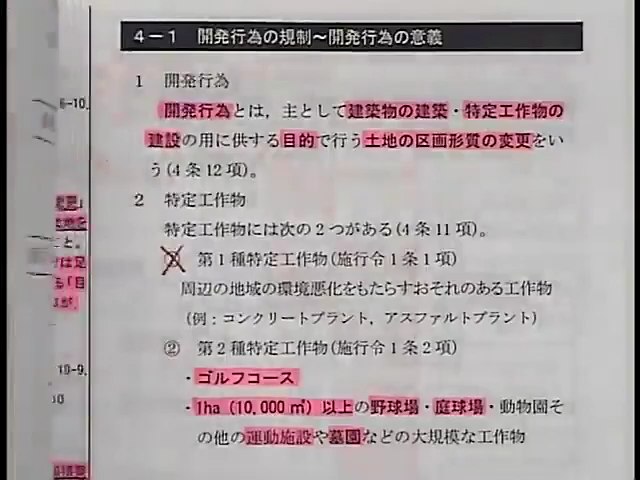 4－1 開発行為の規制～開発行為の意義
1 開発行為
開発行為とは，主として建築物の建築・特定工作物の
建設の用に供する目的で行う土地の区画形質の変更をい
う(4条12項)。
2 特定工作物
特定工作物には次の2つがある(4条11項)。
第1種特定工作物(施行令1条1項)
周辺の地域の環境悪化をもたらすおそれのある工作物
(例：コンクリートプラント，アスファルトプラント)
② 第2種特定工作物(施行令1条2項)
・ゴルフコース
・1ha（10,000㎡）以上の野球場・庭球場・動物園そ
の他の運動施設や墓園などの大規模な工作物
6-10.
と。
は足
る「目
が,
19-9.